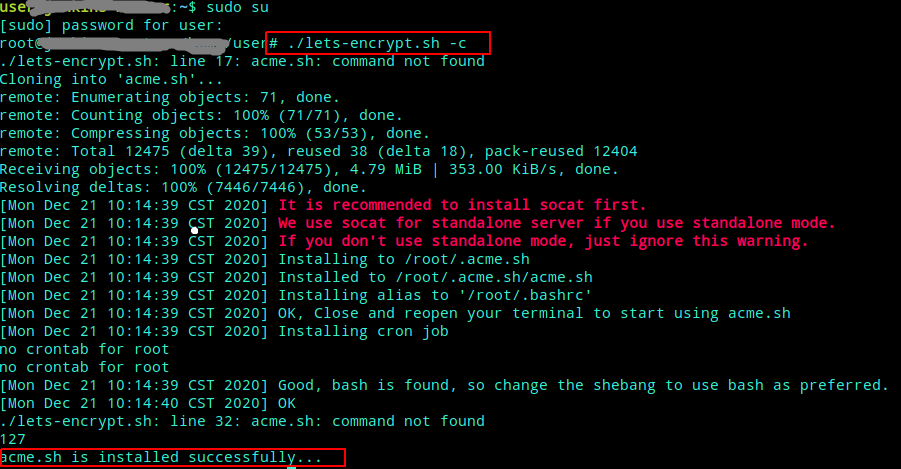 user:~$ sudo su
[sudo] password for user:
root@/user# ./lets-encrypt.sh -c
./lets-encrypt.sh: line 17: acme.sh: command not found
Cloning into 'acme.sh'...
remote: Enumerating objects: 71, done.
remote: Counting objects: 100% (71/71), done.
remote: Compressing objects: 100% (53/53), done.
remote: Total 12475 (delta 39), reused 38 (delta 18), pack-reused 12404
Receiving objects: 100% (12475/12475), 4.79 MiB | 353.00 KiB/s, done.
Resolving deltas: 100% (7446/7446), done.
[Mon Dec 21 10:14:39 CST 2020] It is recommended to install socat first.
[Mon Dec 21 10:14:39 CST 2020] We use socat for standalone server if you use standalone mode.
[Mon Dec 21 10:14:39 CST 2020] If you don't use standalone mode, just ignore this warning.
[Mon Dec 21 10:14:39 CST 2020] Installing to /root/.acme.sh
[Mon Dec 21 10:14:39 CST 2020] Installed to /root/.acme.sh/acme.sh
[Mon Dec 21 10:14:39 CST 2020] Installing alias to '/root/.bashrc'
[Mon Dec 21 10:14:39 CST 2020] OK, Close and reopen your terminal to start using acme.sh
[Mon Dec 21 10:14:39 CST 2020] Installing cron job
no crontab for root
no crontab for root
[Mon Dec 21 10:14:39 CST 2020] Good, bash is found, so change the shebang to use bash as preferred.
[Mon Dec 21 10:14:40 CST 2020] OK
./lets-encrypt.sh: line 32: acme.sh: command not found
127
acme.sh is installed successfully...